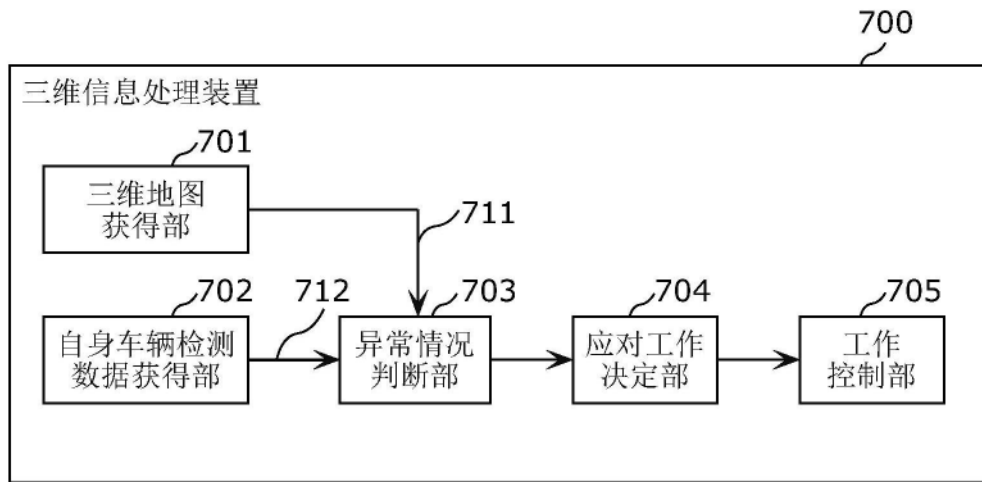 700
三维信息处理装置
701
三维地图
获得部
711
702
712
703
704
705
自身车辆检测
数据获得部
异常情况
判断部
应对工作
决定部
工作
控制部